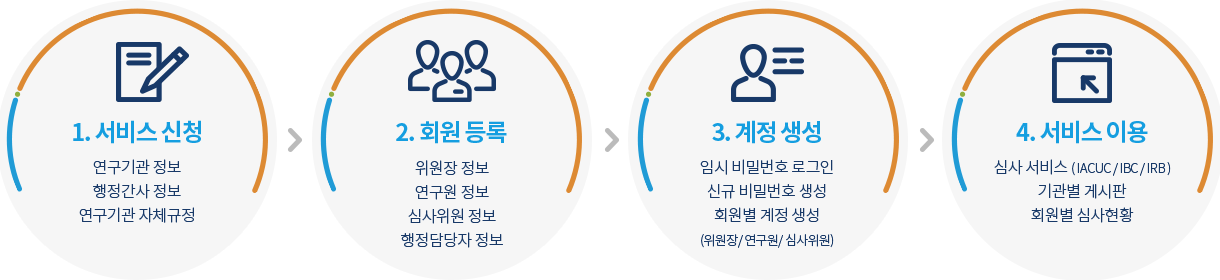 1. 서비스 신청
연구기관 정보
행정간사 정보
연구기관 자체규정
2. 회원 등록
위원장 정보
연구원 정보
심사위원 정보
행정담당자 정보
3. 계정 생성
임시 비밀번호 로그인
신규 비밀번호 생성
회원별 계정 생성
(위원장/연구원/ 심사위원)
4. 서비스 이용
심사 서비스 (IACUC/IBC/IRB)
기관별 게시판
회원별 심사현황